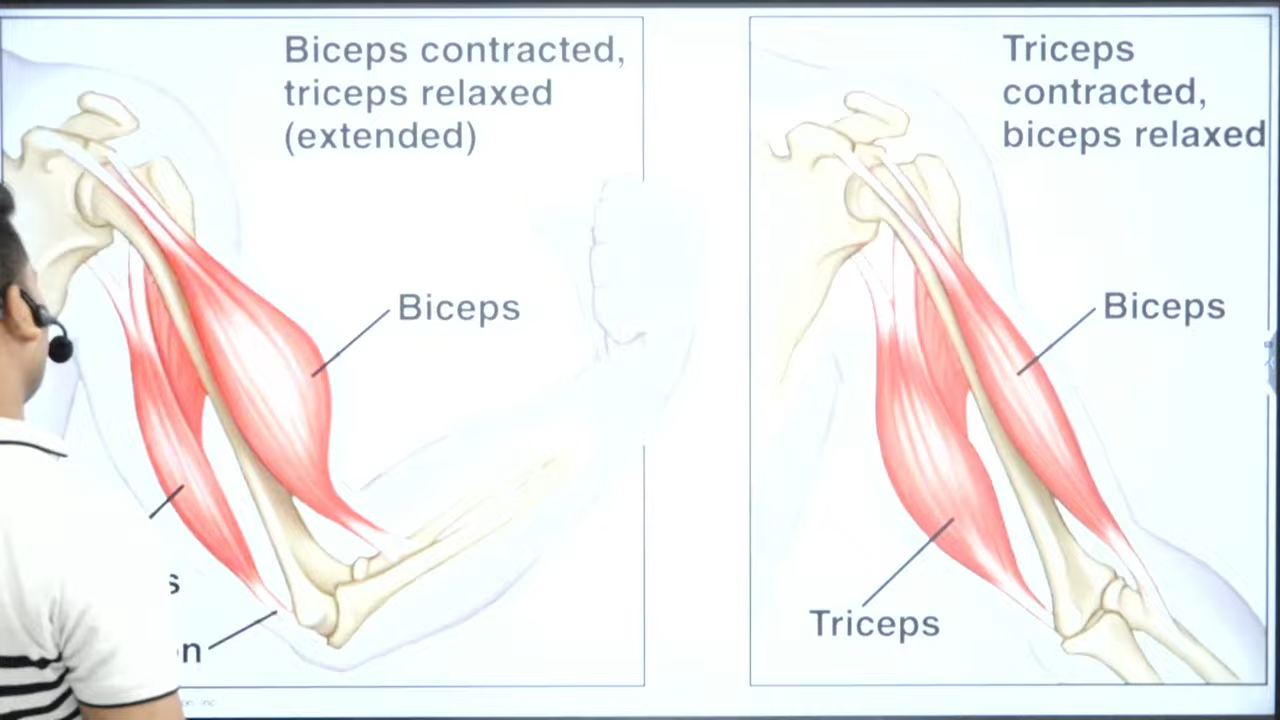 Biceps contracted,
triceps relaxed
(extended)
Biceps
s
n
Triceps
contracted,
biceps relaxed
Biceps
Triceps